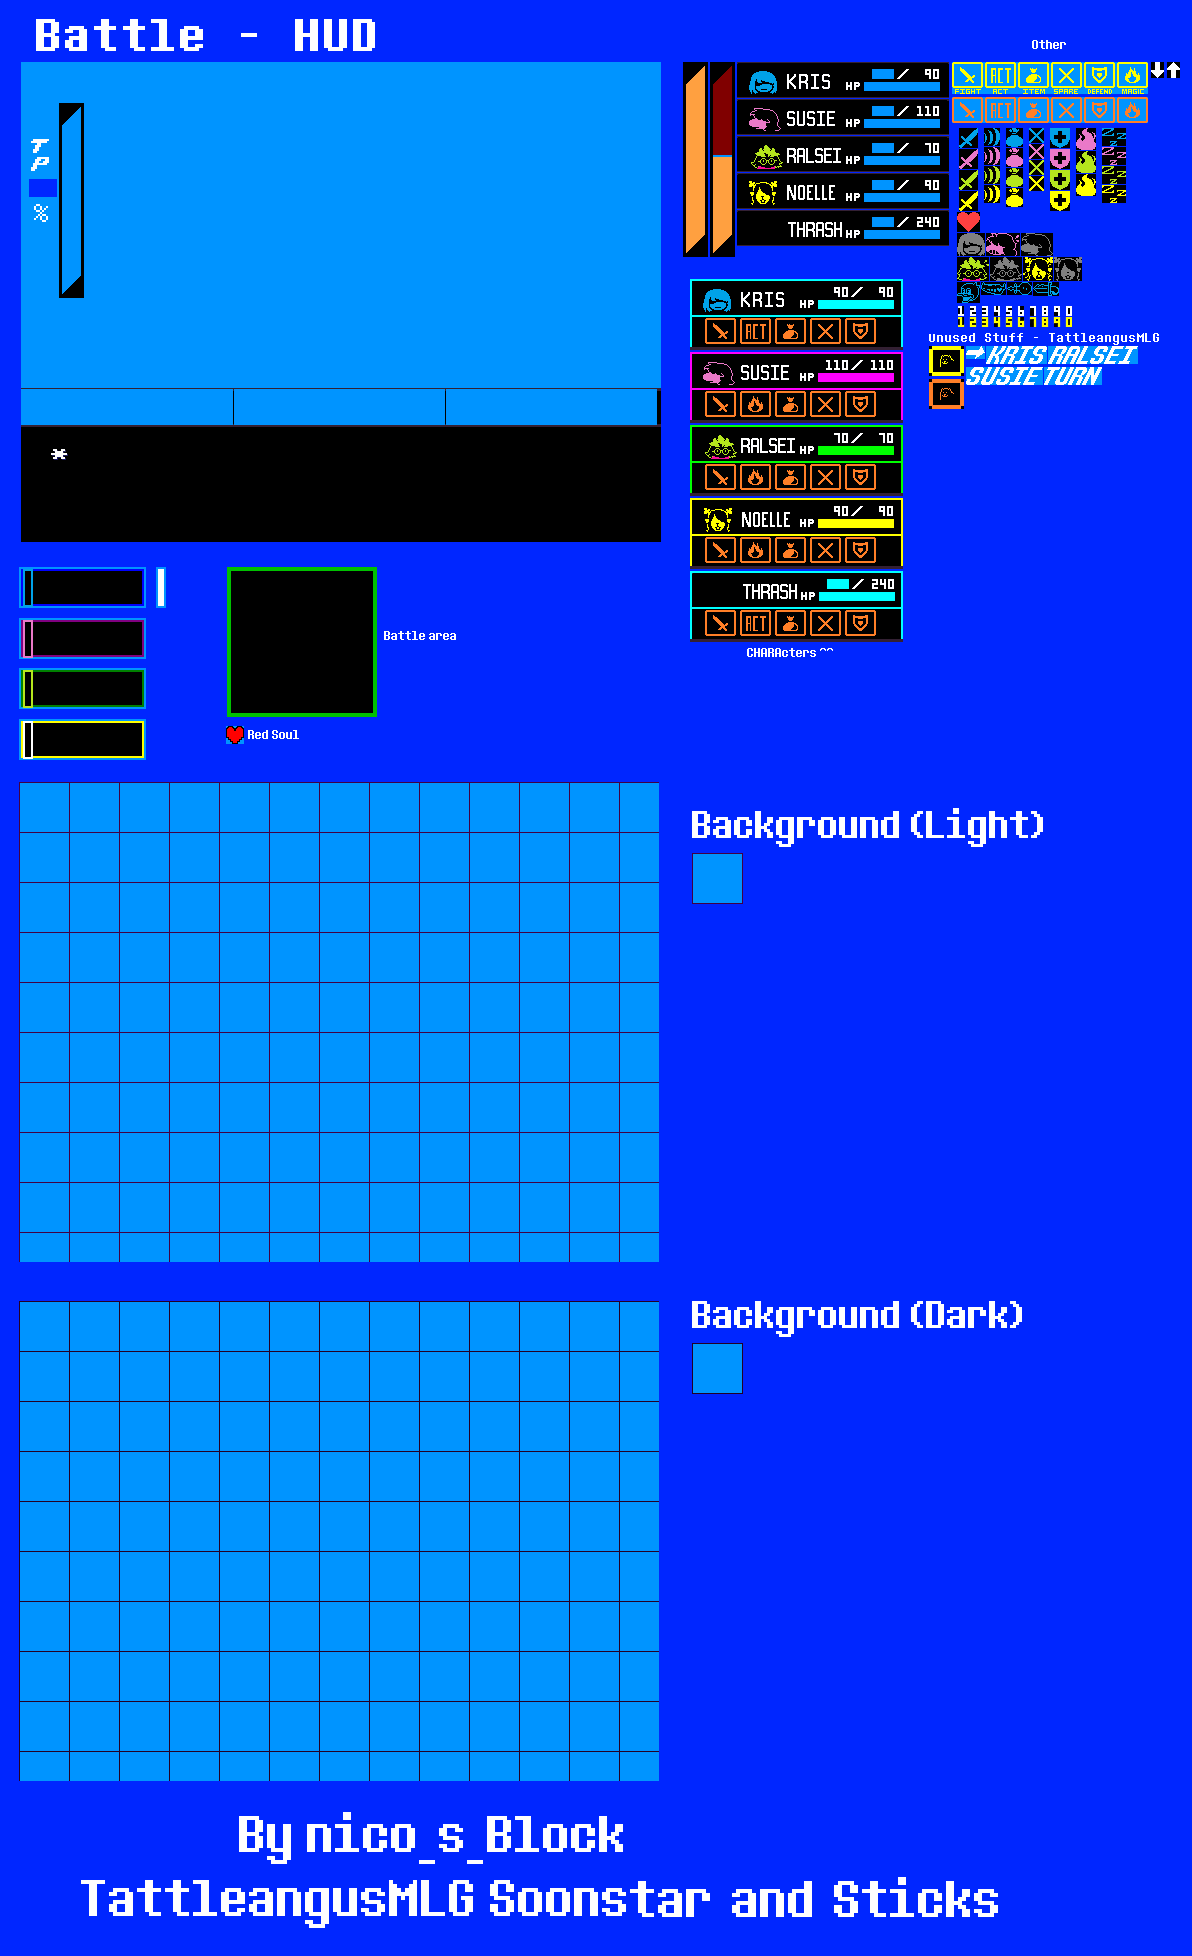 Battle - HUD
Other
TP
%
KRIS HP / 90
SUSIE HP / 110
RALSEI HP / 70
NOELLE HP / 90
THRASH HP / 240
ACT
FIGHT ACT ITEM SPARE DEFEND MAGIC
ACT
1 2 3 4 5 6 7 8 9 0
1 2 3 4 5 6 7 8 9 0
Unused Stuff - TattleangusMLG
KRIS RALSEI
SUSIE TURN
KRIS HP 90 / 90
ACT
SUSIE HP 110 / 110
RALSEI HP 70 / 70
NOELLE HP 90 / 90
THRASH HP / 240
ACT
CHARActers ^^
*
Battle area
Red Soul
Background (Light)
Background (Dark)
By nico_s_Block
TattleangusMLG Soonstar and Sticks